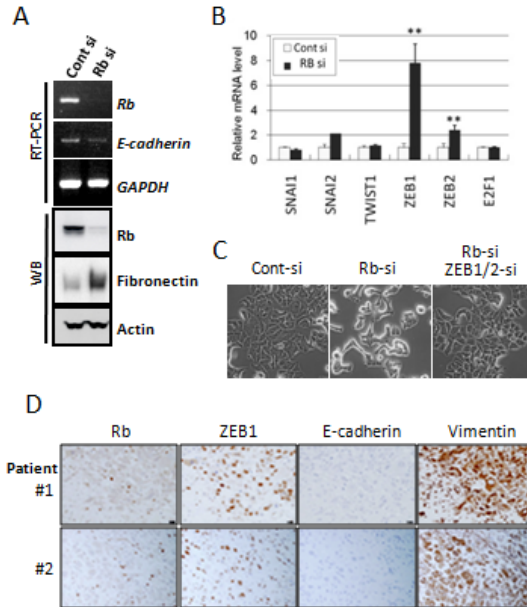 A
Cont si
Rb si
RT-PCR
Rb
E-cadherin
GAPDH
WB
Rb
Fibronectin
Actin
B
Relative mRNA level
10
8
6
4
2
0
Cont si
RB si
**
**
SNAI1
SNAI2
TWIST1
ZEB1
ZEB2
E2F1
C
Cont-si
Rb-si
Rb-si
ZEB1/2-si
D
Rb
ZEB1
E-cadherin
Vimentin
Patient
#1
#2